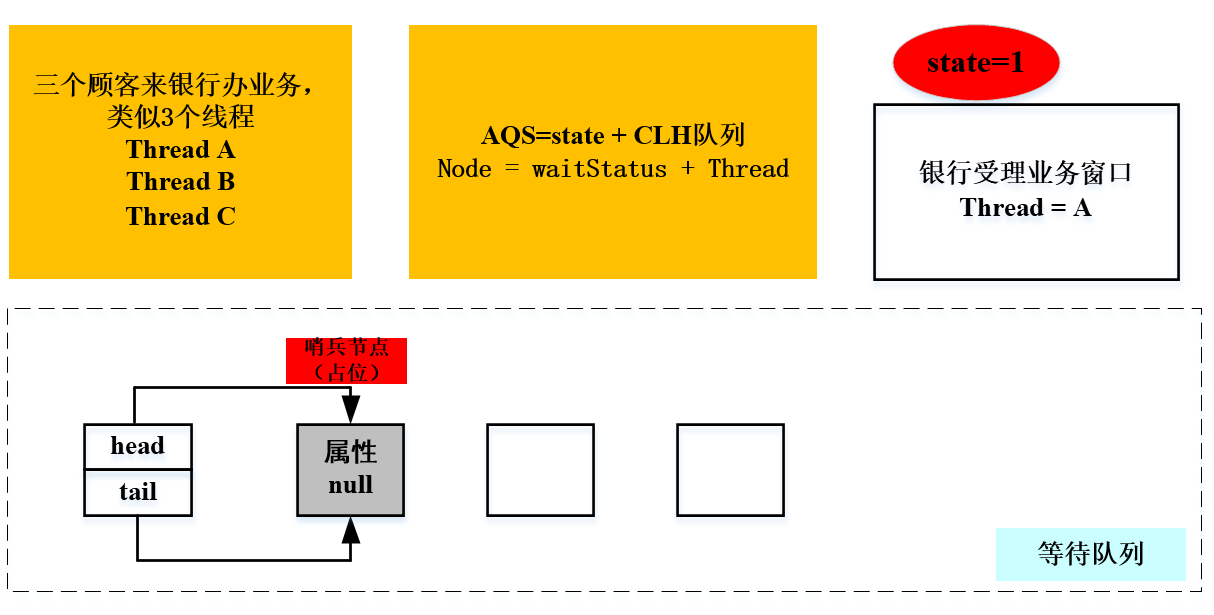 三个顾客来银行办业务，
类似3个线程
Thread A
Thread B
Thread C
AQS=state + CLH队列
Node = waitStatus + Thread
state=1
银行受理业务窗口
Thread = A
哨兵节点
（占位）
head
tail
属性
null
等待队列